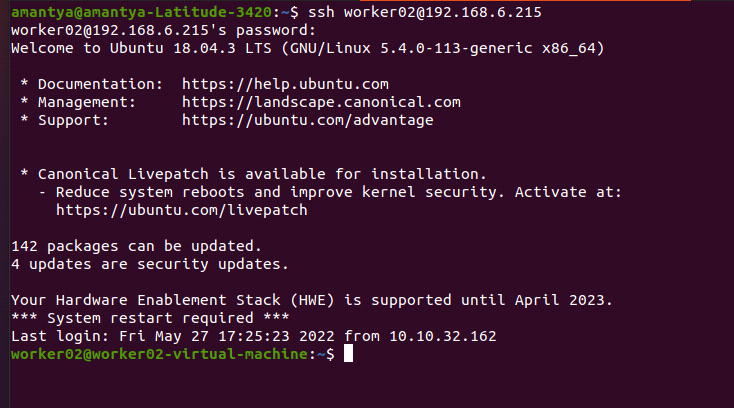 amantya@amantya-Latitude-3420:~$ ssh worker02@192.168.6.215
worker02@192.168.6.215's password:
Welcome to Ubuntu 18.04.3 LTS (GNU/Linux 5.4.0-113-generic x86_64)
* Documentation:  https://help.ubuntu.com
* Management:     https://landscape.canonical.com
* Support:        https://ubuntu.com/advantage
* Canonical Livepatch is available for installation.
- Reduce system reboots and improve kernel security. Activate at:
https://ubuntu.com/livepatch
142 packages can be updated.
4 updates are security updates.
Your Hardware Enablement Stack (HWE) is supported until April 2023.
*** System restart required ***
Last login: Fri May 27 17:25:23 2022 from 10.10.32.162
worker02@worker02-virtual-machine:~$